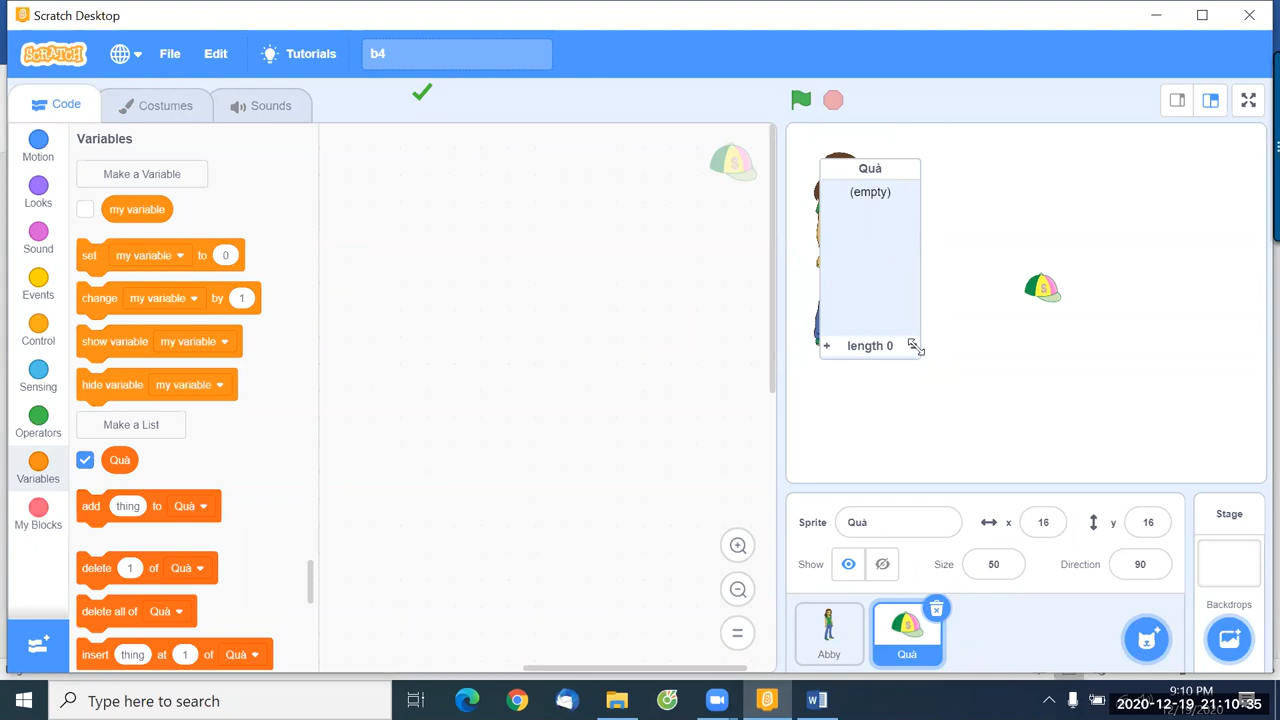 Scratch Desktop
SCRATCH File Edit Tutorials b4
Code Costumes Sounds
Motion
Looks
Sound
Events
Control
Sensing
Operators
Variables
My Blocks
Variables
Make a Variable
my variable
set my variable to 0
change my variable by 1
show variable my variable
hide variable my variable
Make a List
Quà
add thing to Quà
delete 1 of Quà
delete all of Quà
insert thing at 1 of Quà
S
Quà
(empty)
+ length 0
S
Sprite Quà x 16 y 16
Show Size 50 Direction 90
Abby
Quà
Stage
Backdrops
Type here to search
9:10 PM
2020-12-19 21:10:35